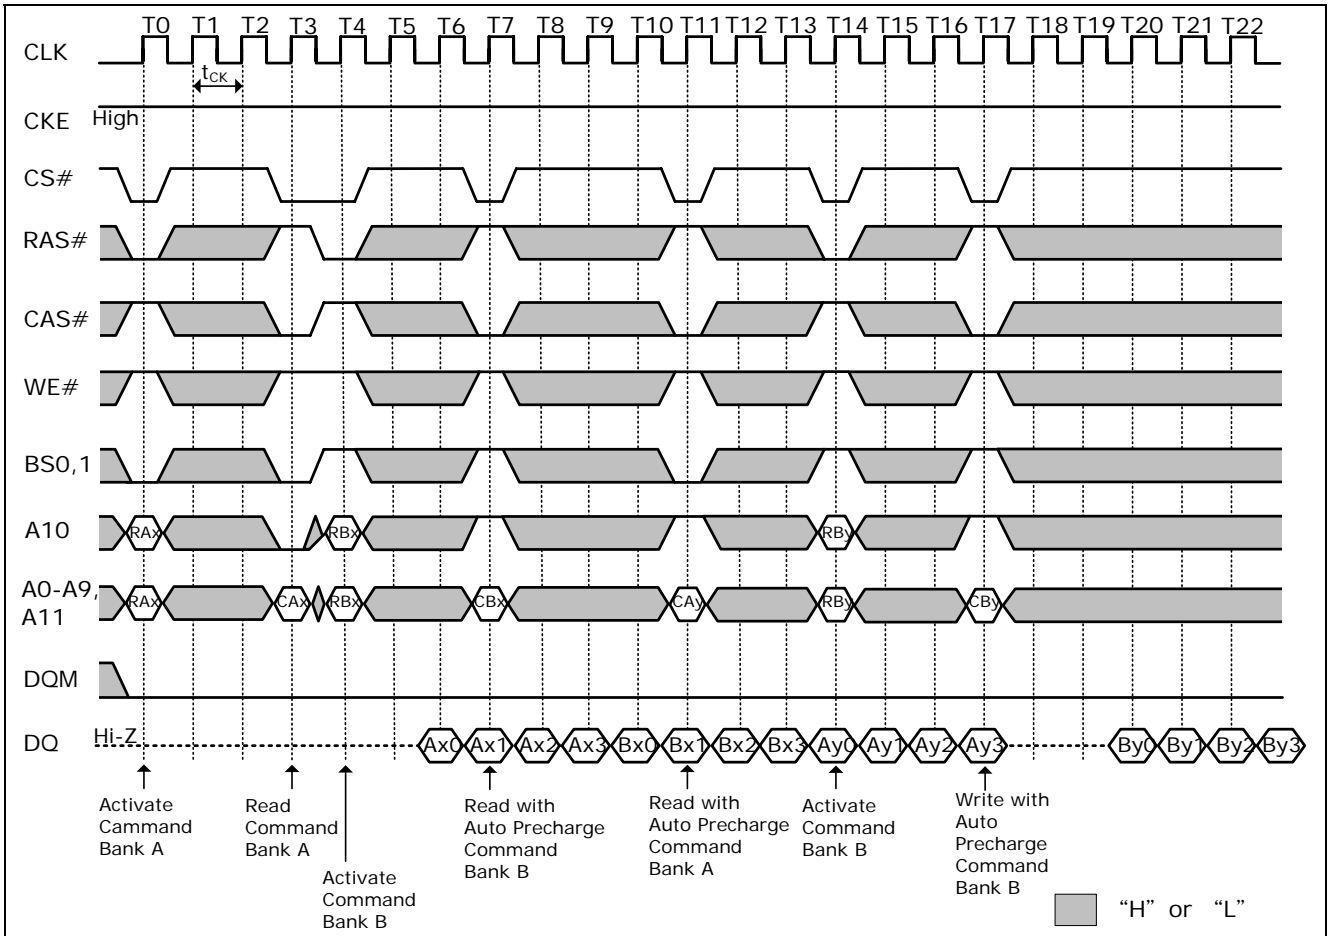 T0 T1 T2 T3 T4 T5 T6 T7 T8 T9 T10 T11 T12 T13 T14 T15 T16 T17 T18 T19 T20 T21 T22
CLK
tCK
CKE High
CS#
RAS#
CAS#
WE#
BS0,1
A10 RAx RBx RBy
A0-A9,
A11
RAx CAx RBx CBx CAy RBy CBy
DQM
DQ Hi-Z Ax0 Ax1 Ax2 Ax3 Bx0 Bx1 Bx2 Bx3 Ay0 Ay1 Ay2 Ay3 By0 By1 By2 By3
Activate
Cammand
Bank A
Read
Command
Bank A
Activate
Command
Bank B
Read with
Auto Precharge
Command
Bank B
Read with
Auto Precharge
Command
Bank A
Activate
Command
Bank B
Write with
Auto
Precharge
Command
Bank B
“H” or “L”